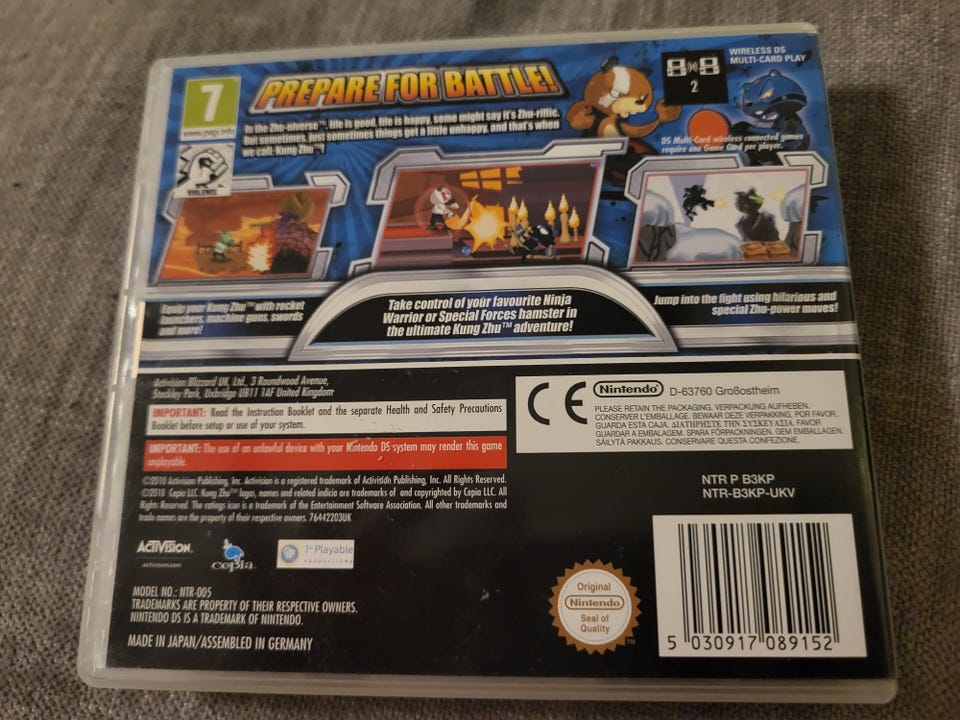 7
www.pegi.info
VIOLENCE
PREPARE FOR BATTLE!
In the Zhu-niverse™, life is good, life is happy, some might say it's Zhu-riffic.
But sometimes, just sometimes things get a little unhappy, and that's when
we call: Kung Zhu™!
2
WIRELESS DS
MULTI-CARD PLAY
DS Multi-Card wireless connected games
require one Game Card per player.
Equip your Kung Zhu™ with rocket
launchers, machine guns, swords
and more!
Take control of your favourite Ninja
Warrior or Special Forces hamster in
the ultimate Kung Zhu™ adventure!
Jump into the fight using hilarious and
special Zhu-power moves!
Activision Blizzard UK, Ltd., 3 Roundwood Avenue,
Stockley Park, Uxbridge UB11 1AF United Kingdom
IMPORTANT: Read the Instruction Booklet and the separate Health and Safety Precautions
Booklet before setup or use of your system.
IMPORTANT: The use of an unlawful device with your Nintendo DS system may render this game
unplayable.
©2010 Activision Publishing, Inc. Activision is a registered trademark of Activision Publishing, Inc. All Rights Reserved.
©2010 Cepia LLC. Kung Zhu™ logos, names and related indicia are trademarks of and copyrighted by Cepia LLC. All
Rights Reserved. The ratings icon is a trademark of the Entertainment Software Association. All other trademarks and
trade names are the property of their respective owners. 76442203UK
ACTIVISION.
activision.com
cepia
1st Playable
PRODUCTIONS
MODEL NO.: NTR-005
TRADEMARKS ARE PROPERTY OF THEIR RESPECTIVE OWNERS.
NINTENDO DS IS A TRADEMARK OF NINTENDO.
MADE IN JAPAN/ASSEMBLED IN GERMANY
CE
Nintendo D-63760 Großostheim
PLEASE RETAIN THE PACKAGING. VERPACKUNG AUFHEBEN.
CONSERVER L'EMBALLAGE. BEWAAR DEZE VERPAKKING. POR FAVOR,
GUARDA ESTA CAJA. ΔΙΑΤΗΡΗΣΤΕ ΤΗΝ ΣΥΣΚΕΥΑΣΙΑ. FAVOR
GUARDAR A EMBALAGEM. SPARA FÖRPACKNINGEN. GEM EMBALLAGEN.
SÄILYTÄ PAKKAUS. CONSERVARE QUESTA CONFEZIONE.
NTR P B3KP
NTR-B3KP-UKV
Original
Nintendo
Seal of
Quality
TM
5 030917 089152